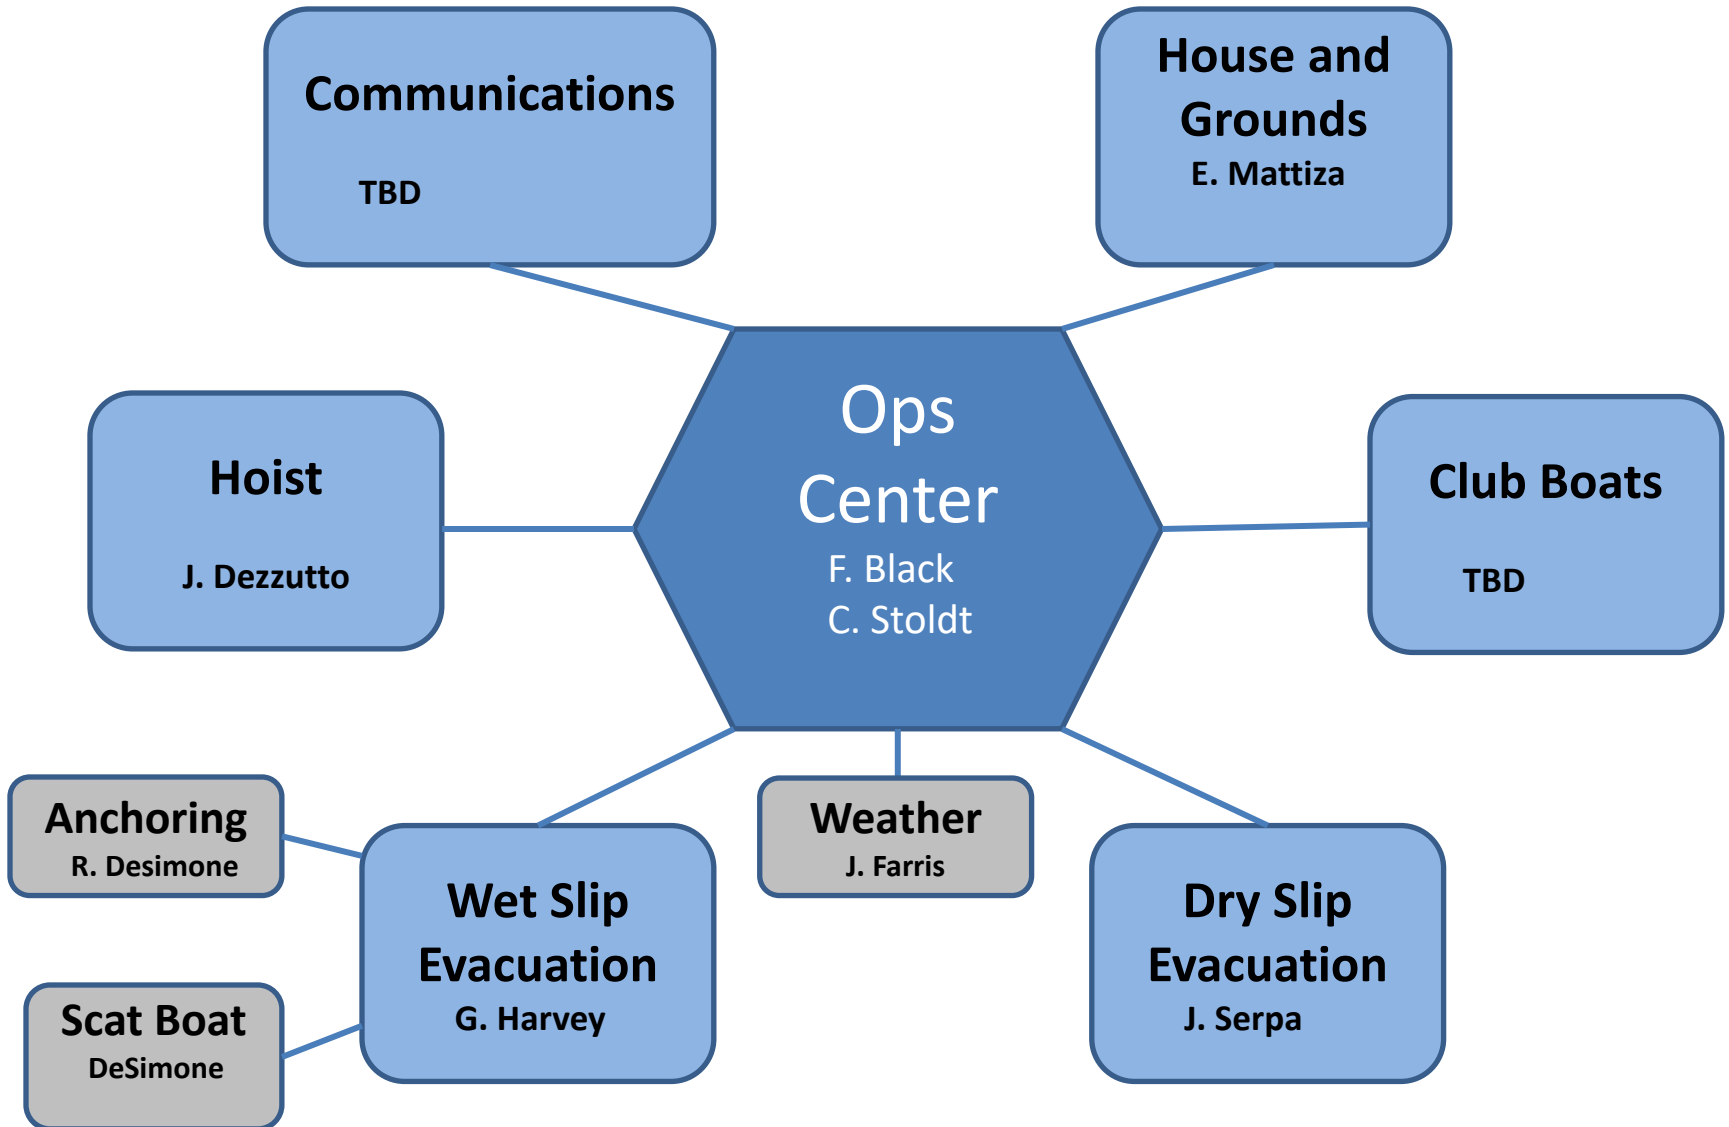 Communications
TBD
House and
Grounds
E. Mattiza
Hoist
J. Dezzutto
Ops
Center
F. Black
C. Stoldt
Club Boats
TBD
Anchoring
R. Desimone
Scat Boat
DeSimone
Wet Slip
Evacuation
G. Harvey
Weather
J. Farris
Dry Slip
Evacuation
J. Serpa